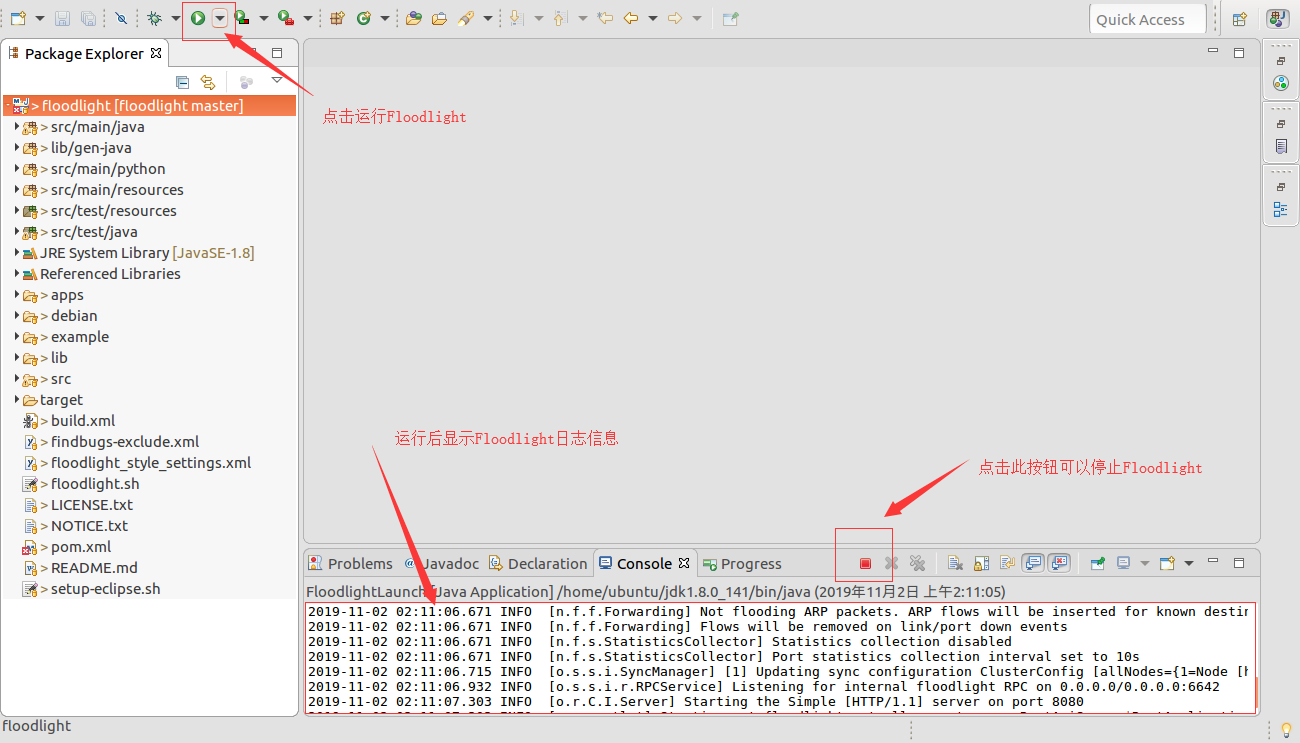 Quick Access
Package Explorer
> floodlight [floodlight master]
> src/main/java
> lib/gen-java
> src/main/python
> src/main/resources
> src/test/resources
> src/test/java
JRE System Library [JavaSE-1.8]
Referenced Libraries
> apps
> debian
> example
> lib
> src
target
> build.xml
> findbugs-exclude.xml
> floodlight_style_settings.xml
> floodlight.sh
> LICENSE.txt
> NOTICE.txt
> pom.xml
> README.md
> setup-eclipse.sh
点击运行Floodlight
运行后显示Floodlight日志信息
点击此按钮可以停止Floodlight
Problems @ Javadoc Declaration Console Progress
FloodlightLaunch [Java Application] /home/ubuntu/jdk1.8.0_141/bin/java (2019年11月2日 上午2:11:05)
2019-11-02 02:11:06.671 INFO [n.f.f.Forwarding] Not flooding ARP packets. ARP flows will be inserted for known destin
2019-11-02 02:11:06.671 INFO [n.f.f.Forwarding] Flows will be removed on link/port down events
2019-11-02 02:11:06.671 INFO [n.f.s.StatisticsCollector] Statistics collection disabled
2019-11-02 02:11:06.671 INFO [n.f.s.StatisticsCollector] Port statistics collection interval set to 10s
2019-11-02 02:11:06.715 INFO [o.s.s.i.SyncManager] [1] Updating sync configuration ClusterConfig [allNodes={1=Node [h
2019-11-02 02:11:06.932 INFO [o.s.s.i.r.RPCService] Listening for internal floodlight RPC on 0.0.0.0/0.0.0.0:6642
2019-11-02 02:11:07.303 INFO [o.r.C.I.Server] Starting the Simple [HTTP/1.1] server on port 8080
floodlight